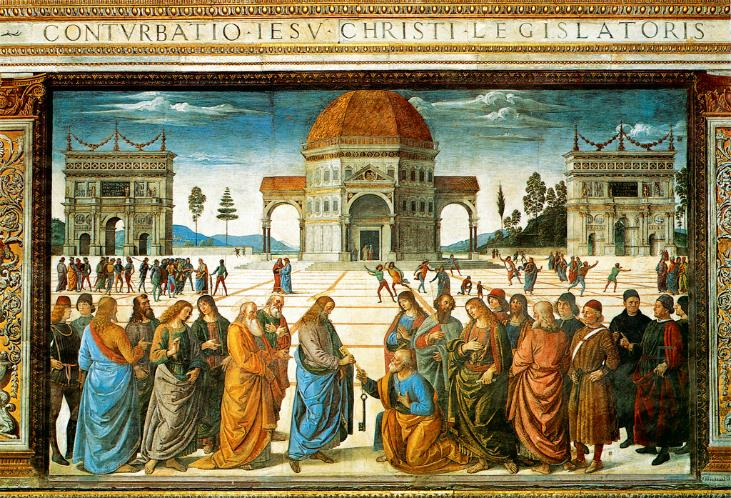 CONTVRBATIO · IESV · CHRISTI · LEGISLATORIS